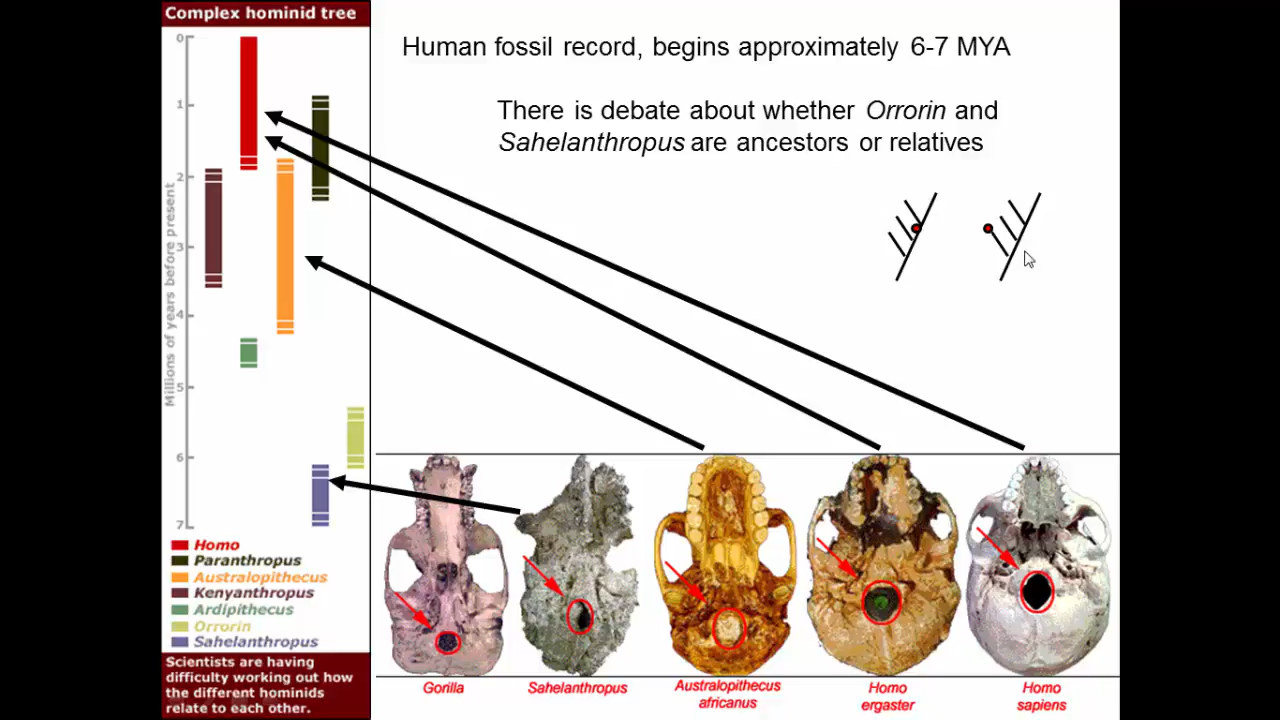 Complex hominid tree
0
1
2
3
4
5
6
7
Millions of years before present
Homo
Paranthropus
Australopithecus
Kenyanthropus
Ardipithecus
Orrorin
Sahelanthropus
Scientists are having
difficulty working out how
the different hominids
relate to each other.
Human fossil record, begins approximately 6-7 MYA
There is debate about whether Orrorin and
Sahelanthropus are ancestors or relatives
Gorilla
Sahelanthropus
Australopithecus
africanus
Homo
ergaster
Homo
sapiens